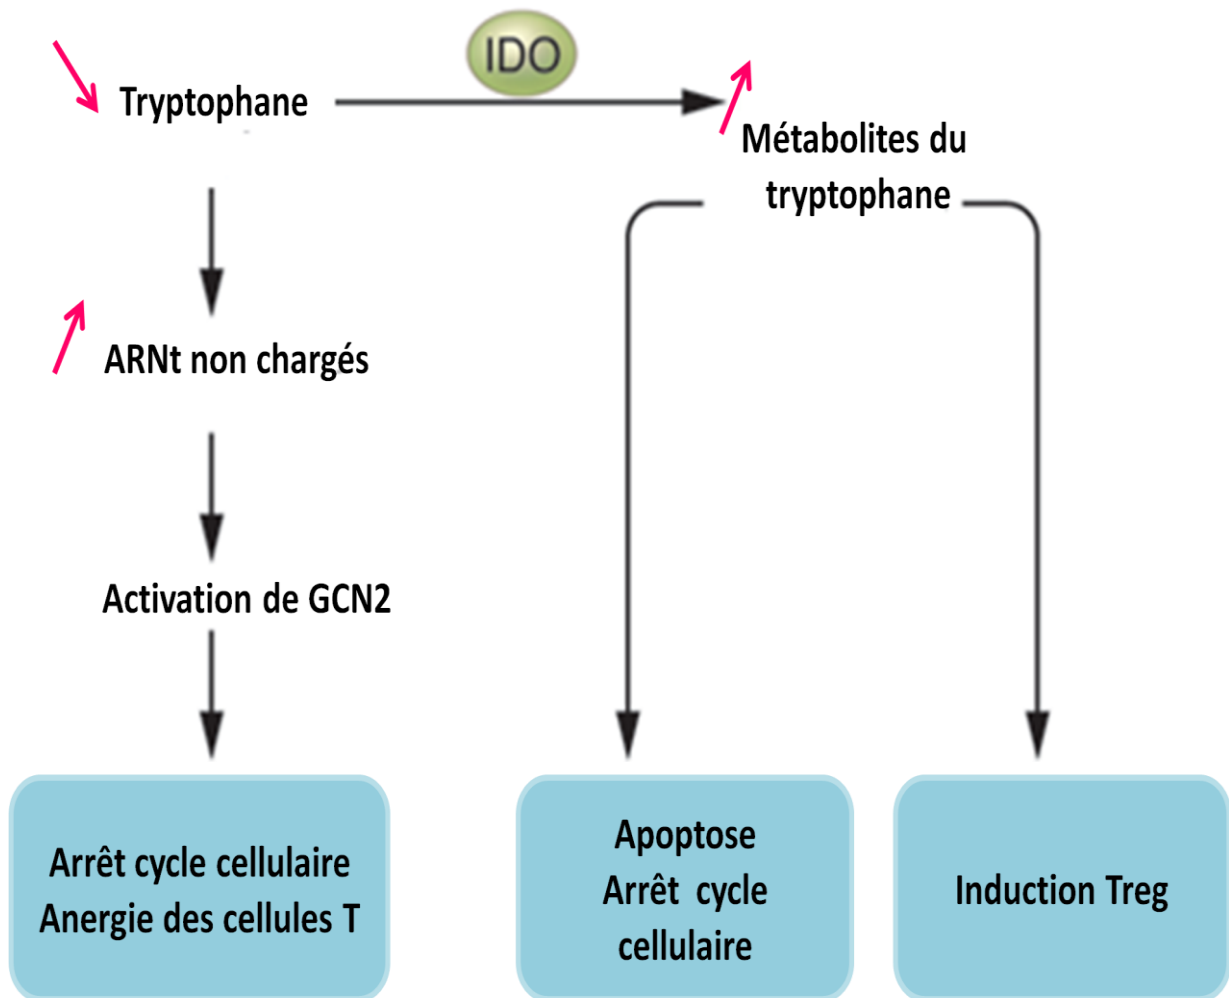 IDO
Tryptophane
Métabolites du
tryptophane
ARNt non chargés
Activation de GCN2
Arrêt cycle cellulaire
Anergie des cellules T
Apoptose
Arrêt cycle
cellulaire
Induction Treg